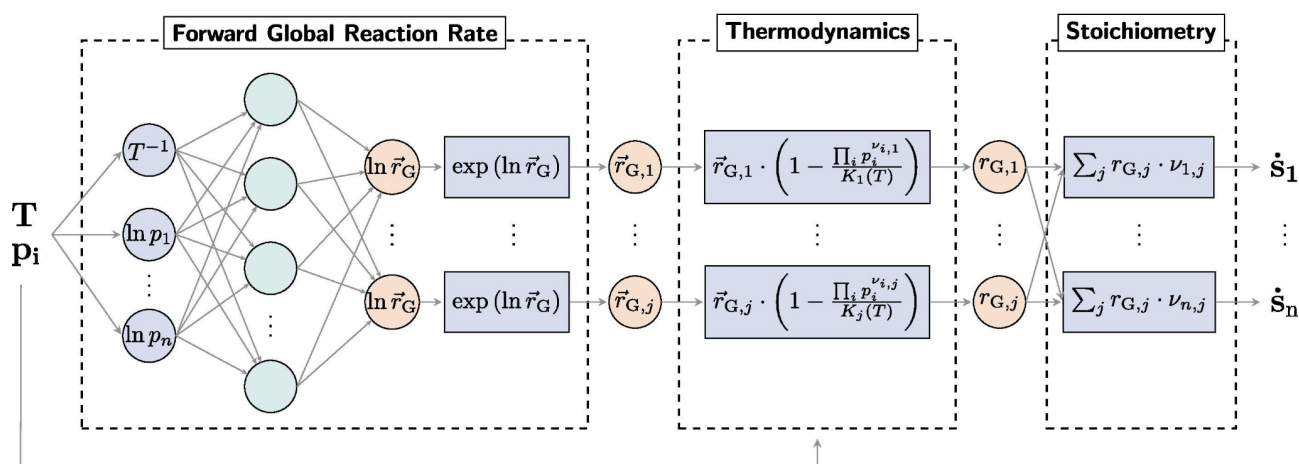 Forward Global Reaction Rate
Thermodynamics
Stoichiometry
T
p_i
T^{-1}
ln p_1
⋮
ln p_n
⋮
ln r⃗_G
⋮
ln r⃗_G
exp (ln r⃗_G)
⋮
exp (ln r⃗_G)
r⃗_{G,1}
⋮
r⃗_{G,j}
r⃗_{G,1} · (1 − ∏_i p_i^{ν_{i,1}} / K_1(T))
⋮
r⃗_{G,j} · (1 − ∏_i p_i^{ν_{i,j}} / K_j(T))
r_{G,1}
⋮
r_{G,j}
∑_j r_{G,j} · ν_{1,j}
⋮
∑_j r_{G,j} · ν_{n,j}
ṡ_1
⋮
ṡ_n